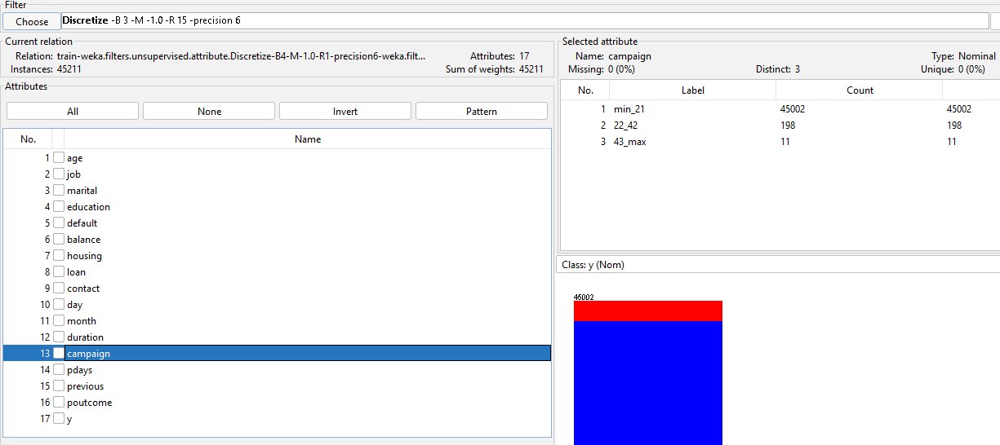 Filter
Choose Discretize -B 3 -M -1.0 -R 15 -precision 6
Current relation
Relation: train-weka.filters.unsupervised.attribute.Discretize-B4-M-1.0-R1-precision6-weka.filt... Attributes: 17
Instances: 45211 Sum of weights: 45211
Attributes
All None Invert Pattern
No. Name
1 age
2 job
3 marital
4 education
5 default
6 balance
7 housing
8 loan
9 contact
10 day
11 month
12 duration
13 campaign
14 pdays
15 previous
16 poutcome
17 y
Selected attribute
Name: campaign Type: Nominal
Missing: 0 (0%) Distinct: 3 Unique: 0 (0%)
No. Label Count
1 min_21 45002 45002
2 22_42 198 198
3 43_max 11 11
Class: y (Nom)
45002